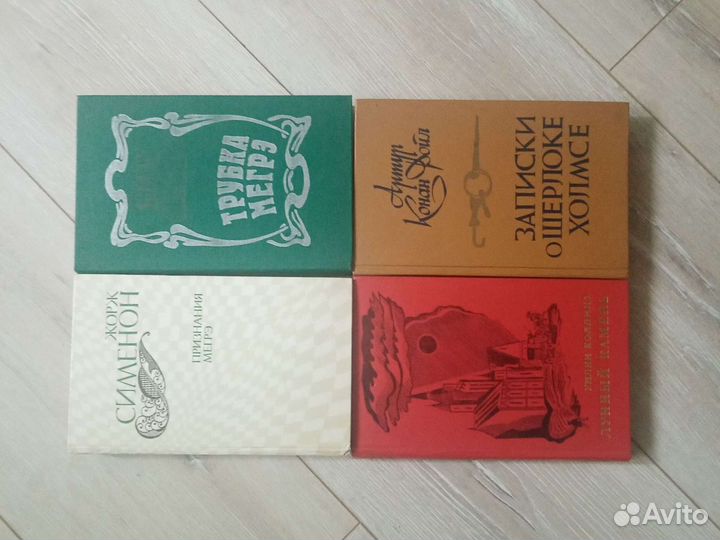 ТРУБКА
МЕГРЭ
Артур
Конан Дойл
ЗАПИСКИ
О ШЕРЛОКЕ
ХОЛМСЕ
ЖОРЖ
СИМЕНОН
ПРИЗНАНИЯ
МЕГРЭ
УИЛКИ КОЛЛИНЗ
ЛУННЫЙ КАМЕНЬ
Avito